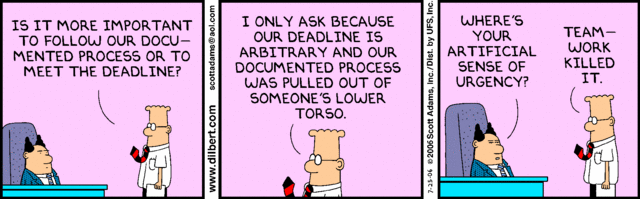 IS IT MORE IMPORTANT
TO FOLLOW OUR DOCU-
MENTED PROCESS OR TO
MEET THE DEADLINE?
www.dilbert.com
scottadams@aol.com
I ONLY ASK BECAUSE
OUR DEADLINE IS
ARBITRARY AND OUR
DOCUMENTED PROCESS
WAS PULLED OUT OF
SOMEONE'S LOWER
TORSO.
7-25-06 ©2006 Scott Adams, Inc./Dist. by UFS, Inc.
WHERE'S
YOUR
ARTIFICIAL
SENSE OF
URGENCY?
TEAM-
WORK
KILLED
IT.